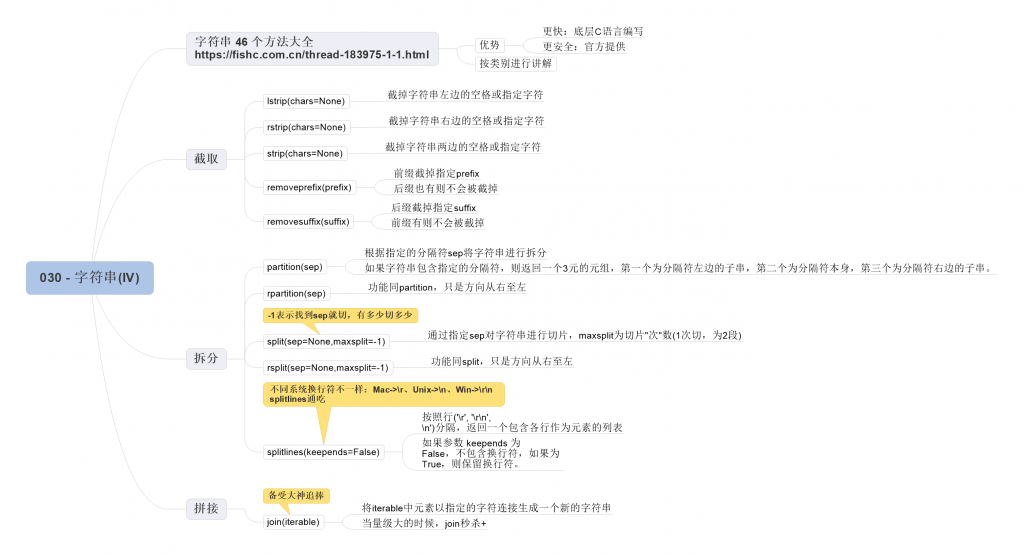 030 - 字符串(IV)
字符串 46 个方法大全
https://fishc.com.cn/thread-183975-1-1.html
优势
更快：底层C语言编写
更安全：官方提供
按类别进行讲解
截取
lstrip(chars=None)
截掉字符串左边的空格或指定字符
rstrip(chars=None)
截掉字符串右边的空格或指定字符
strip(chars=None)
截掉字符串两边的空格或指定字符
removeprefix(prefix)
前缀截掉指定prefix
后缀也有则不会被截掉
removesuffix(suffix)
后缀截掉指定suffix
前缀有则不会被截掉
拆分
partition(sep)
根据指定的分隔符sep将字符串进行拆分
如果字符串包含指定的分隔符，则返回一个3元的元组，第一个为分隔符左边的子串，第二个为分隔符本身，第三个为分隔符右边的子串。
rpartition(sep)
功能同partition，只是方向从右至左
-1表示找到sep就切，有多少切多少
split(sep=None,maxsplit=-1)
通过指定sep对字符串进行切片，maxsplit为切片"次"数(1次切，为2段)
rsplit(sep=None,maxsplit=-1)
功能同split，只是方向从右至左
不同系统换行符不一样：Mac->\r、Unix->\n、Win->\r\n
splitlines通吃
splitlines(keepends=False)
按照行('\r', '\r\n',
\n')分隔，返回一个包含各行作为元素的列表
如果参数 keepends 为
False，不包含换行符，如果为
True，则保留换行符。
拼接
备受大神追捧
join(iterable)
将iterable中元素以指定的字符连接生成一个新的字符串
当量级大的时候，join秒杀+